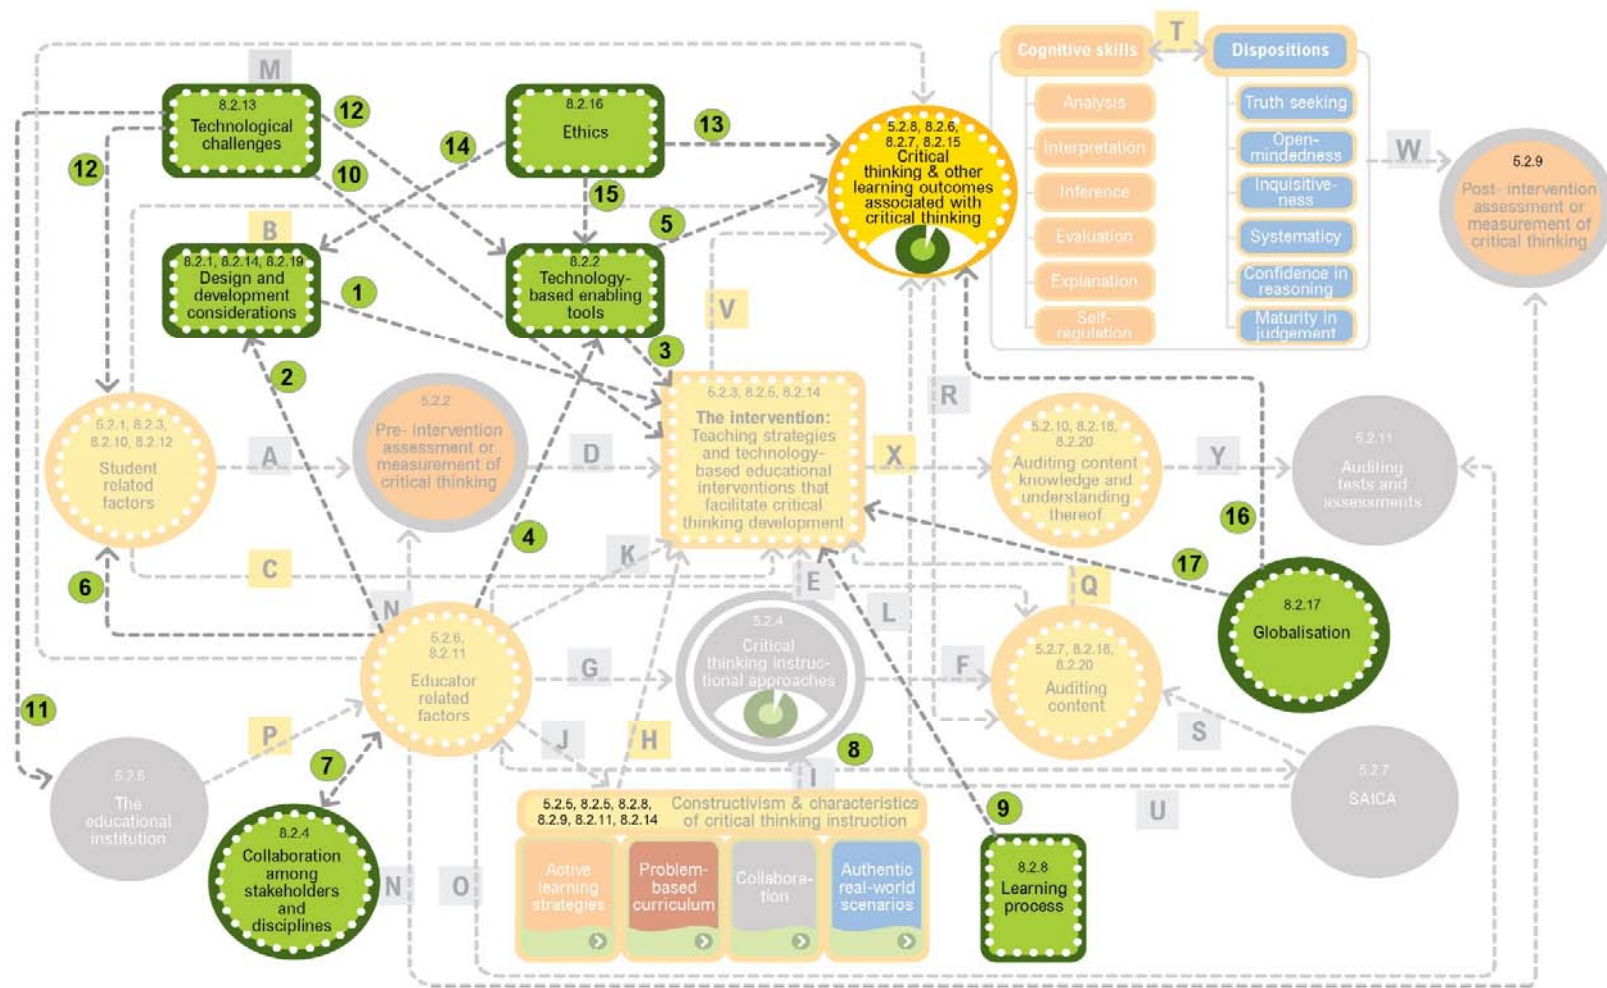 M
8.2.13
Technological
challenges
12
12
10
8.2.16
Ethics
14
13
15
5
5.2.8, 8.2.6,
8.2.7, 8.2.15
Critical
thinking & other
learning outcomes
associated with
critical thinking
Cognitive skills
T
Dispositions
Analysis
Interpretation
Inference
Evaluation
Explanation
Self-
regulation
Truth seeking
Open-
mindedness
Inquisitive-
ness
Systematicy
Confidence in
reasoning
Maturity in
judgement
W
5.2.9
Post- intervention
assessment or
measurement of
critical thinking
B
8.2.1, 8.2.14, 8.2.19
Design and
development
considerations
1
8.2.2
Technology-
based enabling
tools
V
3
2
R
5.2.1, 8.2.3,
8.2.10, 8.2.12
Student
related
factors
A
5.2.2
Pre- intervention
assessment or
measurement of
critical thinking
D
5.2.3, 8.2.5, 8.2.14
The intervention:
Teaching strategies
and technology-
based educational
interventions that
facilitate critical
thinking development
X
5.2.10, 8.2.18,
8.2.20
Auditing content
knowledge and
understanding
thereof
Y
5.2.11
Auditing
tests and
assessments
16
4
17
6
C
N
K
E
L
Q
5.2.6,
8.2.11
Educator
related
factors
G
5.2.4
Critical
thinking instruc-
tional approaches
F
5.2.7, 8.2.18,
8.2.20
Auditing
content
8.2.17
Globalisation
11
P
J
H
8
I
S
7
5.2.6
The
educational
institution
5.2.7
SAICA
U
9
8.2.4
Collaboration
among
stakeholders
and
disciplines
N
O
5.2.5, 8.2.5, 8.2.8,
8.2.9, 8.2.11, 8.2.14
Constructivism & characteristics
of critical thinking instruction
Active
learning
strategies
Problem-
based
curriculum
Collabora-
tion
Authentic
real-world
scenarios
8.2.8
Learning
process